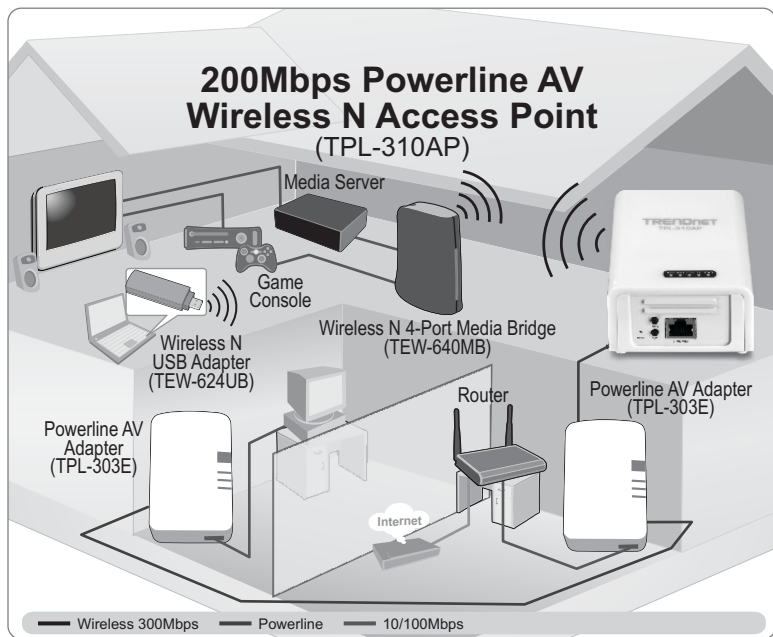 200Mbps Powerline AV
Wireless N Access Point
(TPL-310AP)
Media Server
TRENDnet
TPL-310AP
Game
Console
Wireless N
USB Adapter
(TEW-624UB)
Wireless N 4-Port Media Bridge
(TEW-640MB)
Powerline AV
Adapter
(TPL-303E)
Router
Powerline AV Adapter
(TPL-303E)
Internet
Wireless 300Mbps
Powerline
10/100Mbps